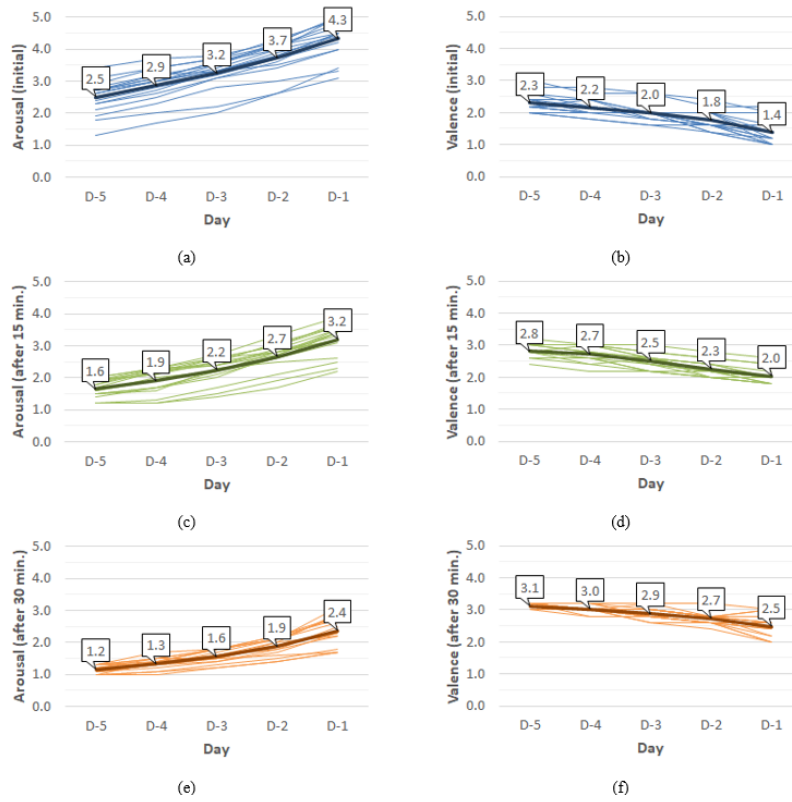 Arousal (initial)
5.0
4.0
3.0
2.0
1.0
0.0
2.5
2.9
3.2
3.7
4.3
D-5 D-4 D-3 D-2 D-1
Day
(a)
Valence (initial)
5.0
4.0
3.0
2.0
1.0
0.0
2.3
2.2
2.0
1.8
1.4
D-5 D-4 D-3 D-2 D-1
Day
(b)
Arousal (after 15 min.)
5.0
4.0
3.0
2.0
1.0
0.0
1.6
1.9
2.2
2.7
3.2
D-5 D-4 D-3 D-2 D-1
Day
(c)
Valence (after 15 min.)
5.0
4.0
3.0
2.0
1.0
0.0
2.8
2.7
2.5
2.3
2.0
D-5 D-4 D-3 D-2 D-1
Day
(d)
Arousal (after 30 min.)
5.0
4.0
3.0
2.0
1.0
0.0
1.2
1.3
1.6
1.9
2.4
D-5 D-4 D-3 D-2 D-1
Day
(e)
Valence (after 30 min.)
5.0
4.0
3.0
2.0
1.0
0.0
3.1
3.0
2.9
2.7
2.5
D-5 D-4 D-3 D-2 D-1
Day
(f)